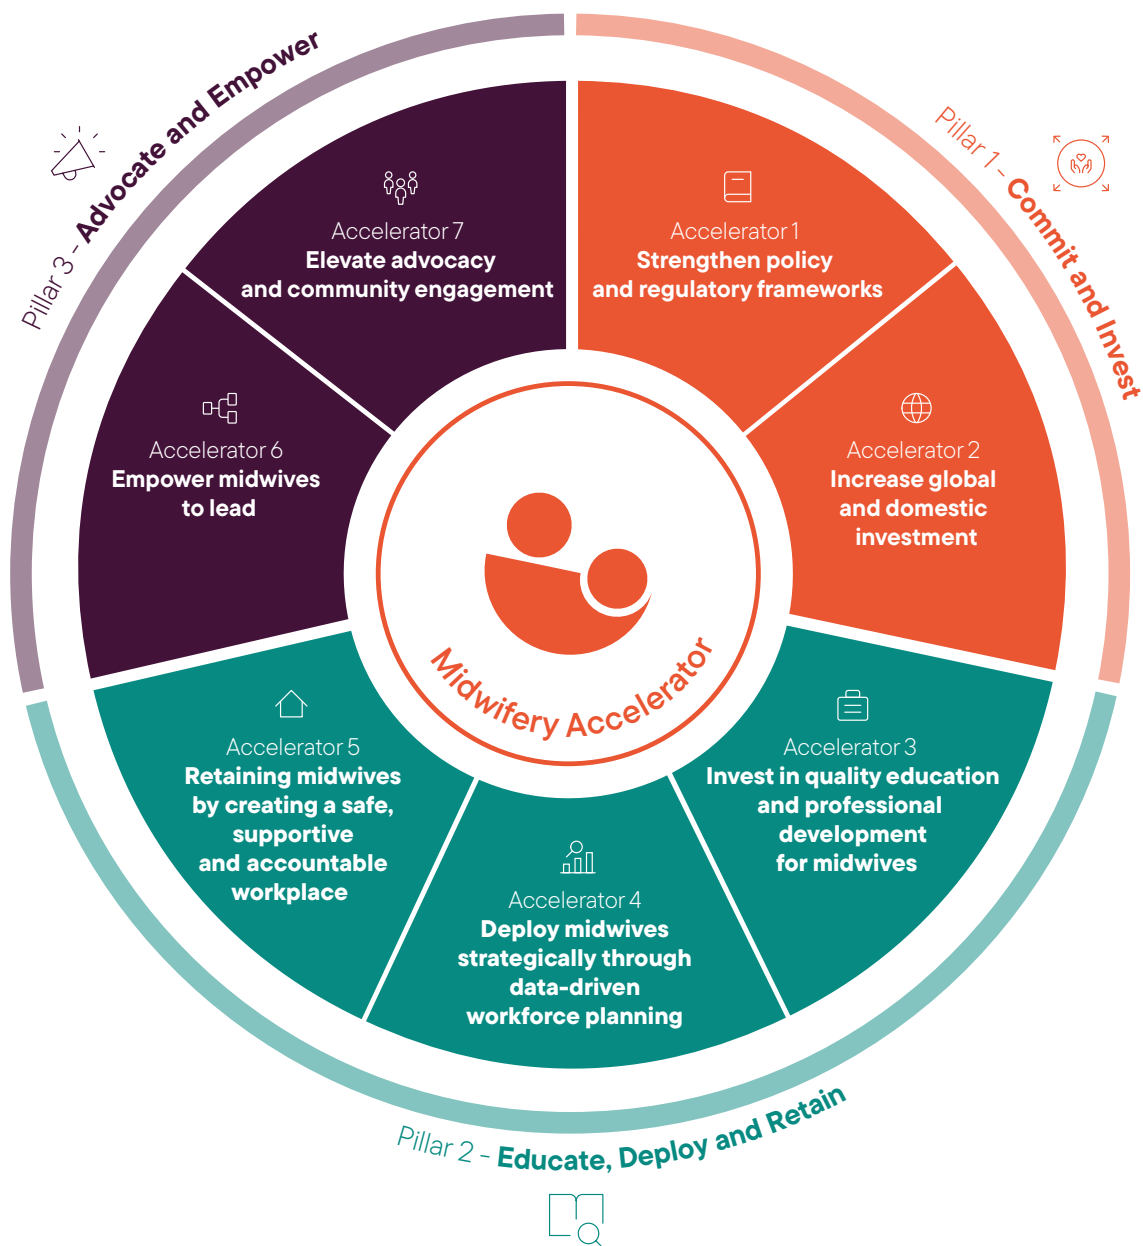 Pillar 1 - Commit and Invest
Accelerator 1
Strengthen policy
and regulatory frameworks
Accelerator 2
Increase global
and domestic
investment
Pillar 2 - Educate, Deploy and Retain
Accelerator 3
Invest in quality education
and professional
development
for midwives
Accelerator 4
Deploy midwives
strategically through
data-driven
workforce planning
Accelerator 5
Retaining midwives
by creating a safe,
supportive
and accountable
workplace
Pillar 3 - Advocate and Empower
Accelerator 6
Empower midwives
to lead
Accelerator 7
Elevate advocacy
and community engagement
Midwifery Accelerator